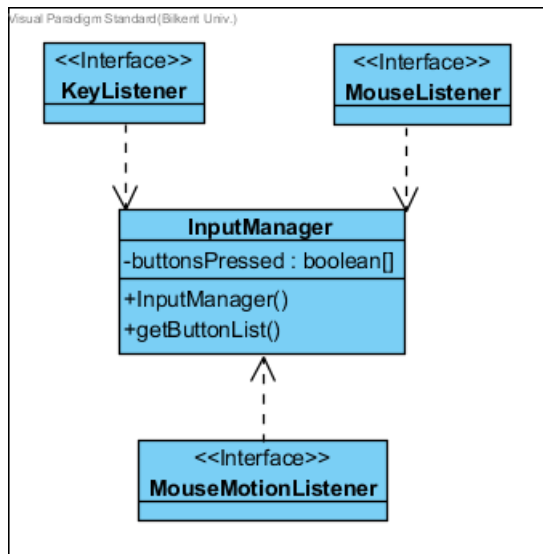 Visual Paradigm Standard(Bilkent Univ.)
<<Interface>>
KeyListener
<<Interface>>
MouseListener
InputManager
-buttonsPressed : boolean[]
+InputManager()
+getButtonList()
<<Interface>>
MouseMotionListener